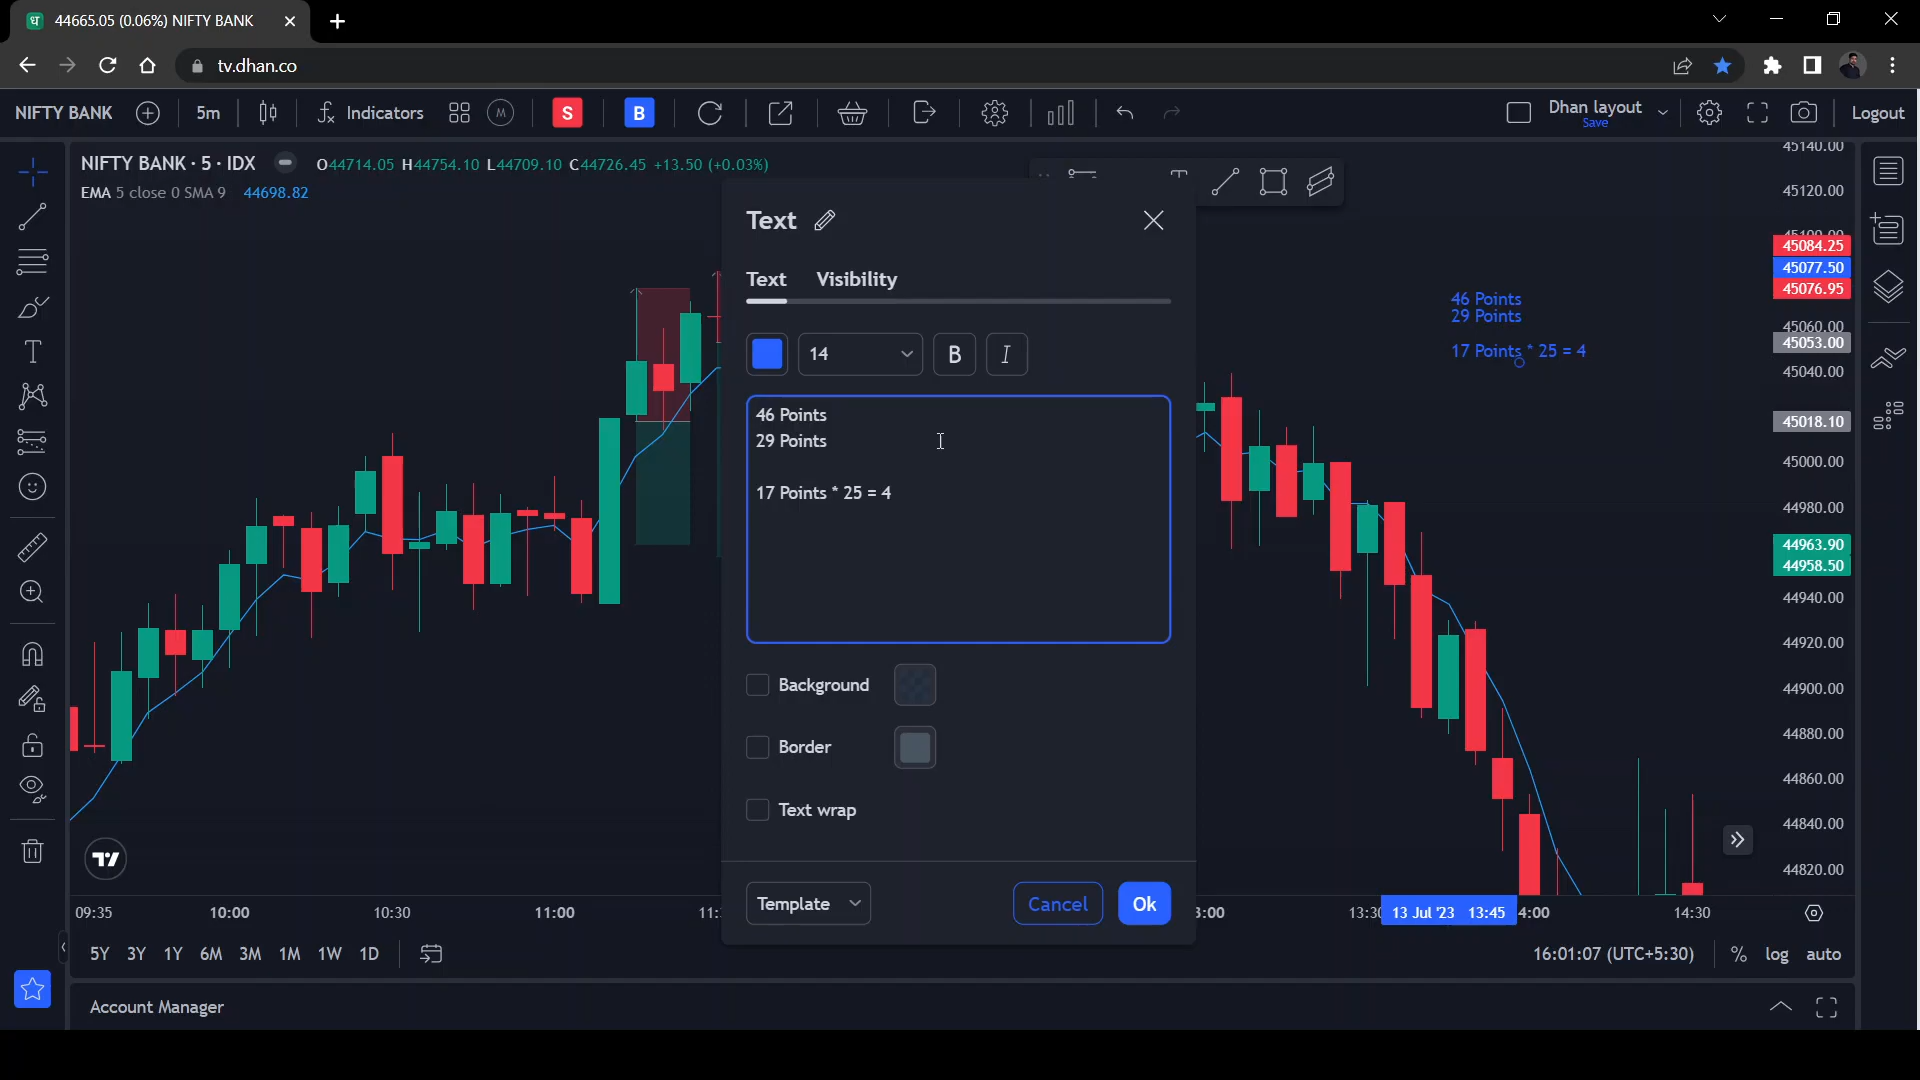 44665.05 (0.06%) NIFTY BANK
tv.dhan.co
NIFTY BANK
5m
Indicators
M
S
B
Dhan layout
Save
Logout
NIFTY BANK · 5 · IDX
O44714.05 H44754.10 L44709.10 C44726.45 +13.50 (+0.03%)
EMA 5 close 0 SMA 9 44698.82
Text
Text
Visibility
14
B
I
46 Points
29 Points
17 Points * 25 = 4
Background
Border
Text wrap
Template
Cancel
Ok
46 Points
29 Points
17 Points * 25 = 4
45140.00
45120.00
45100.00
45084.25
45077.50
45076.95
45060.00
45053.00
45040.00
45018.10
45000.00
44980.00
44963.90
44958.50
44940.00
44920.00
44900.00
44880.00
44860.00
44840.00
44820.00
09:35
10:00
10:30
11:00
11:
3:00
13:3
13 Jul '23 13:45
4:00
14:30
5Y
3Y
1Y
6M
3M
1M
1W
1D
16:01:07 (UTC+5:30)
%
log
auto
Account Manager